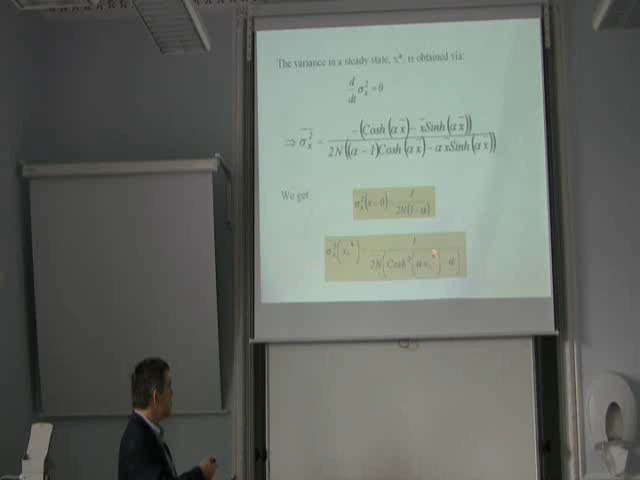 The variance in a steady state, x*, is obtained via:
d/dt σ_x^2 = 0
⇒ σ_x^2 = -(Cosh(α x) - x Sinh(α x)) / 2N((α - 1)Cosh(α x) - α x Sinh(α x))
We get
σ_x^2(x=0) = 1 / 2N(1 - α)